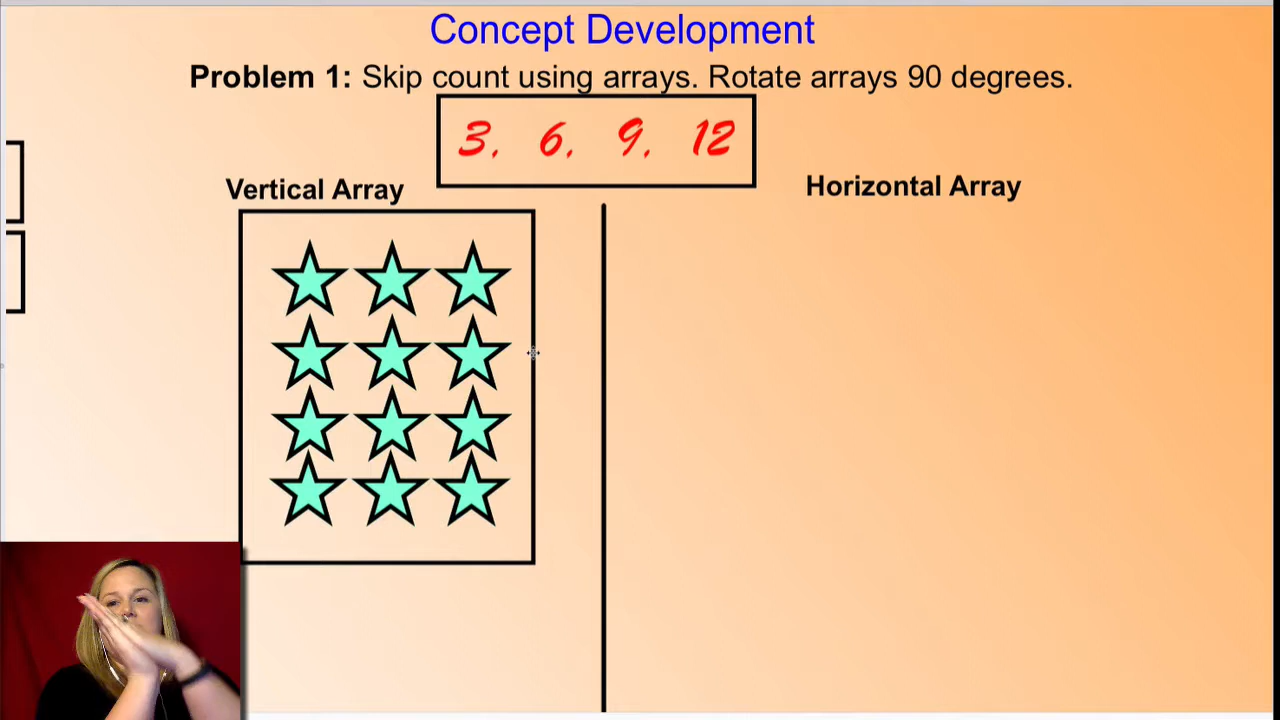 Concept Development
Problem 1: Skip count using arrays. Rotate arrays 90 degrees.
3, 6, 9, 12
Vertical Array
Horizontal Array